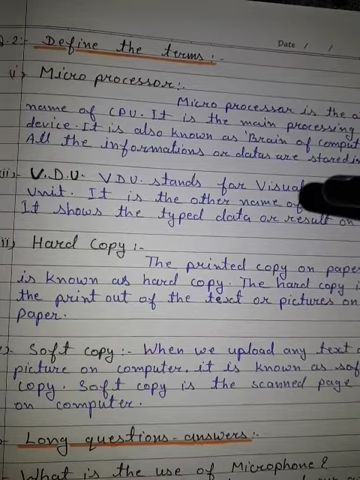 2:- Define the terms:-
Date / /
i) Micro processor:-
Micro processor is the
name of CPU. It is the main processing
device. It is also known as 'Brain of comput
All the informations or datas are stored in
ii):- V.D.U. V.D.U. stands for Visual
Unit. It is the other name of
It shows the typed data or result on
ii) Hard Copy :-
The printed copy on paper
is known as hard copy. The hard copy i
the print out of the text or pictures on
paper.
Soft copy :- When we upload any text o
picture on computer, it is known as sof
copy. Soft copy is the scanned page
on computer.
Long questions-answers:-
What is the use of Microphone?